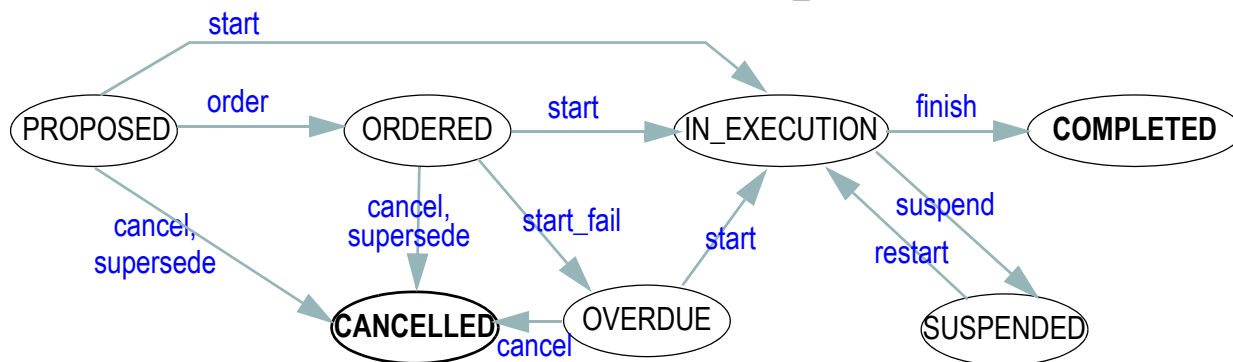 start
order
start
finish
PROPOSED
ORDERED
IN_EXECUTION
COMPLETED
cancel,
supersede
cancel,
supersede
start_fail
start
suspend
restart
CANCELLED
OVERDUE
SUSPENDED
cancel